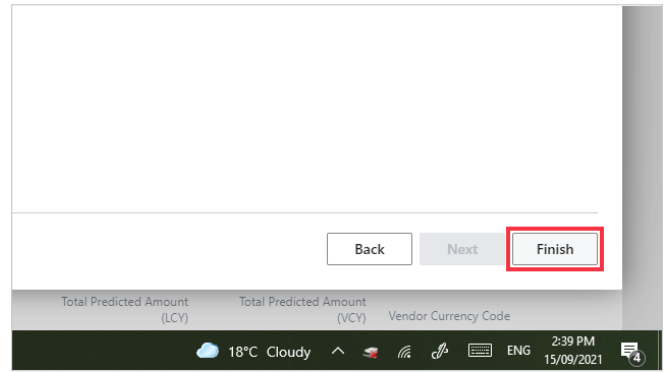 Back Next Finish
Total Predicted Amount (LCY) Total Predicted Amount (VCY) Vendor Currency Code
18°C Cloudy ENG 2:39 PM
15/09/2021 4